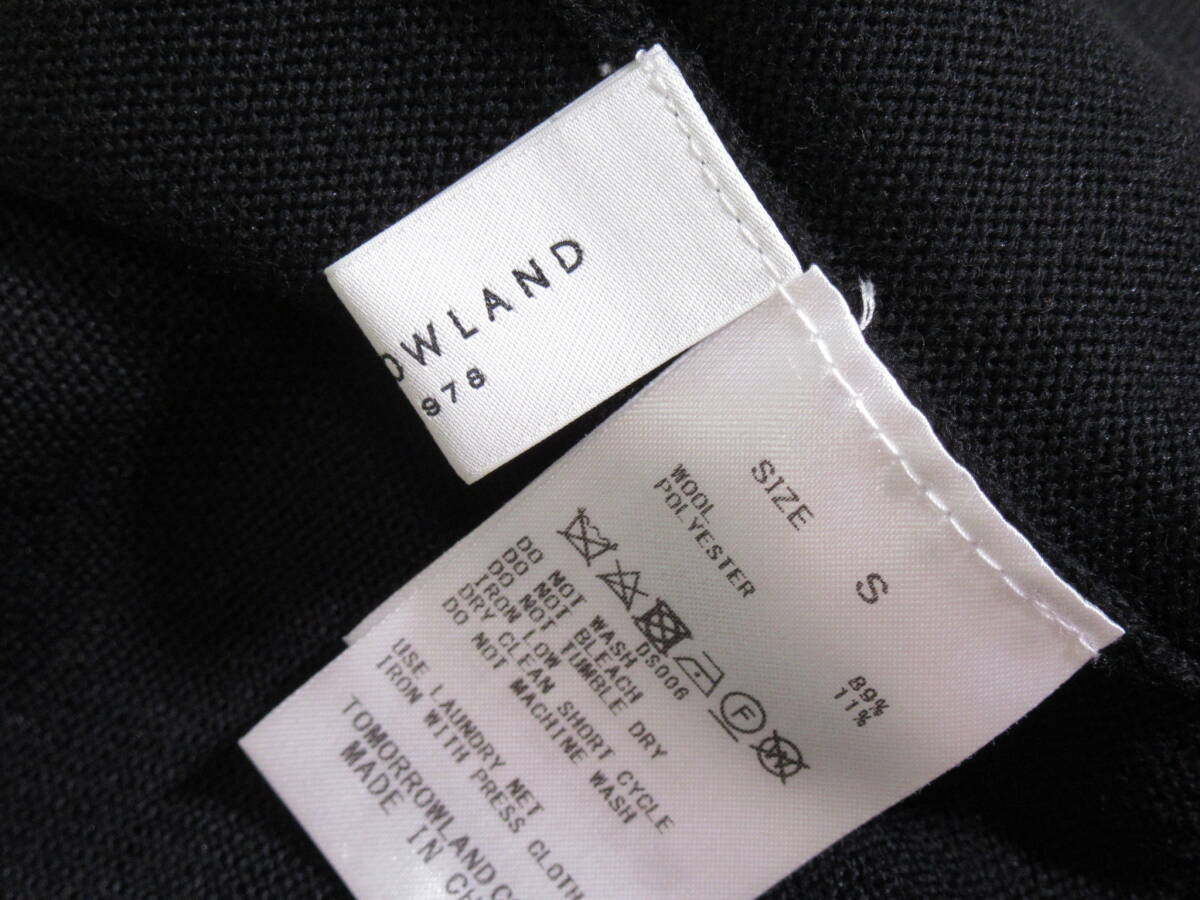 OWLAND
978
SIZE S
WOOL 89%
POLYESTER 11%
F
W
DO NOT WASH DS006
DO NOT BLEACH
DO NOT TUMBLE DRY
IRON LOW
DRY CLEAN SHORT CYCLE
DO NOT MACHINE WASH
USE LAUNDRY NET
IRON WITH PRESS CLOTH
TOMORROWLAND C
MADE IN CH